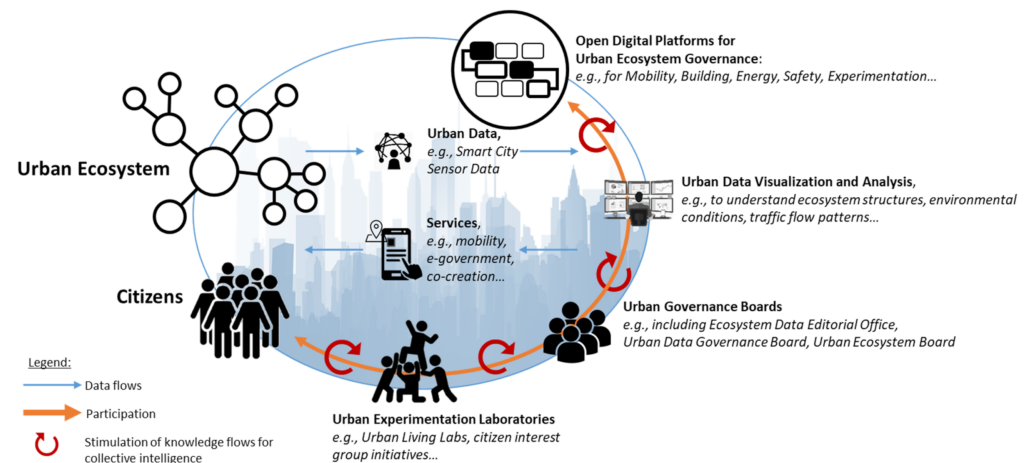 Open Digital Platforms for
Urban Ecosystem Governance:
e.g., for Mobility, Building, Energy, Safety, Experimentation…
Urban Ecosystem
Urban Data,
e.g., Smart City
Sensor Data
Urban Data Visualization and Analysis,
e.g., to understand ecosystem structures, environmental
conditions, traffic flow patterns…
Services,
e.g., mobility,
e-government,
co-creation…
Citizens
Urban Governance Boards
e.g., including Ecosystem Data Editorial Office,
Urban Data Governance Board, Urban Ecosystem Board
Urban Experimentation Laboratories
e.g., Urban Living Labs, citizen interest
group initiatives…
Legend:
Data flows
Participation
Stimulation of knowledge flows for
collective intelligence